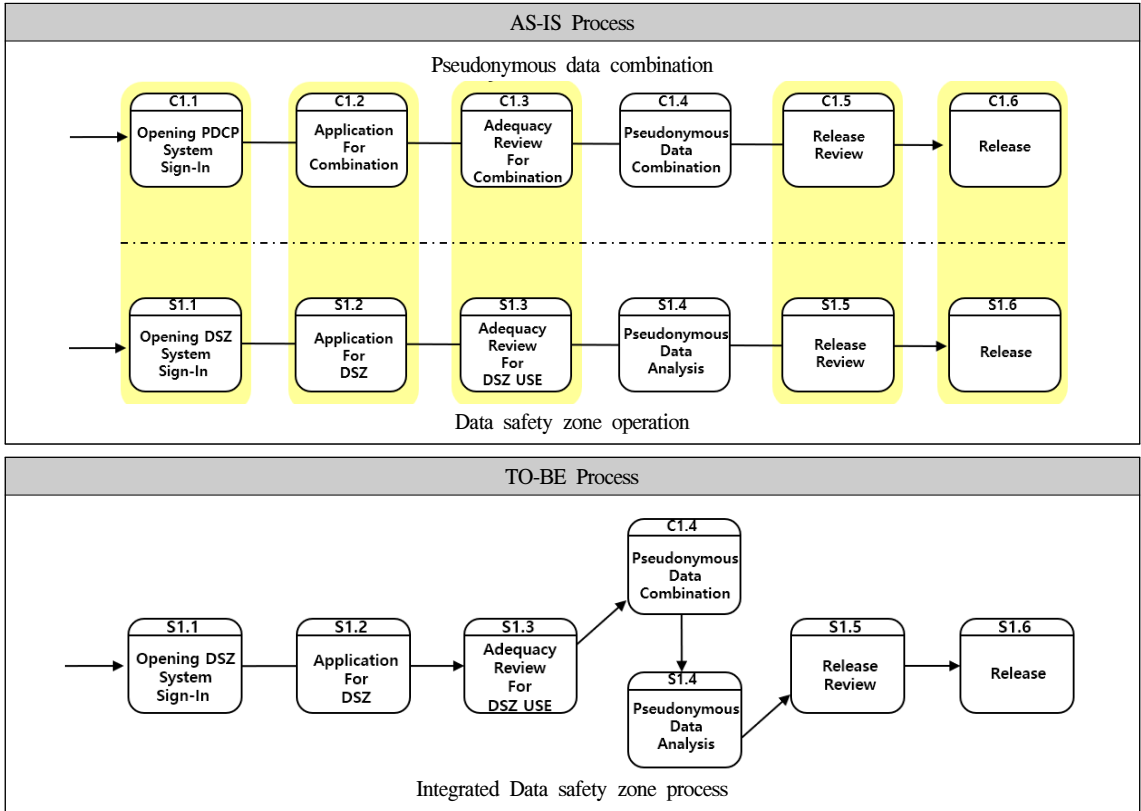 AS-IS Process
Pseudonymous data combination
C1.1
Opening PDCP
System
Sign-In
C1.2
Application
For
Combination
C1.3
Adequacy
Review
For
Combination
C1.4
Pseudonymous
Data
Combination
C1.5
Release
Review
C1.6
Release
S1.1
Opening DSZ
System
Sign-In
S1.2
Application
For
DSZ
S1.3
Adequacy
Review
For
DSZ USE
S1.4
Pseudonymous
Data
Analysis
S1.5
Release
Review
S1.6
Release
Data safety zone operation
TO-BE Process
S1.1
Opening DSZ
System
Sign-In
S1.2
Application
For
DSZ
S1.3
Adequacy
Review
For
DSZ USE
C1.4
Pseudonymous
Data
Combination
S1.4
Pseudonymous
Data
Analysis
S1.5
Release
Review
S1.6
Release
Integrated Data safety zone process